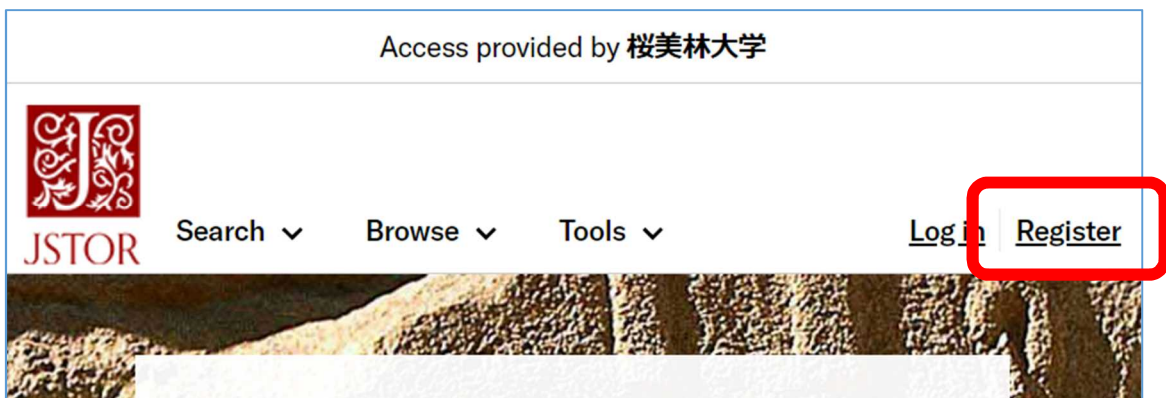 Access provided by 桜美林大学
JSTOR
Search Browse Tools Log in Register